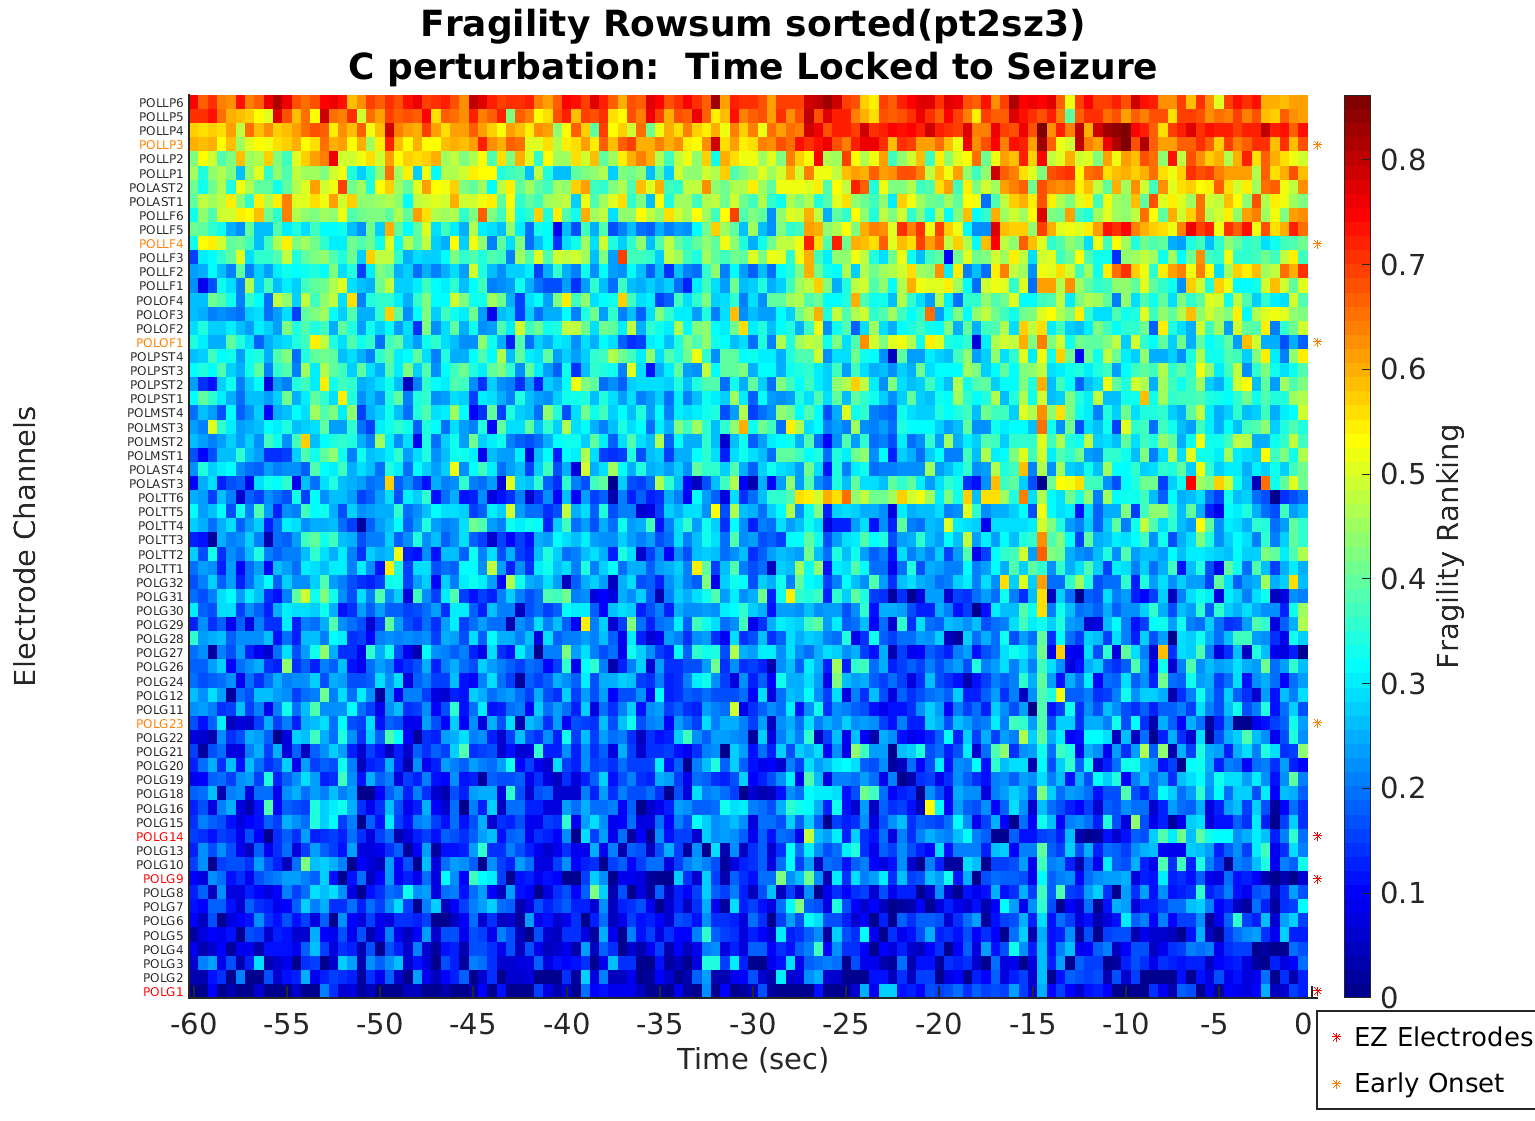 Fragility Rowsum sorted(pt2sz3)
C perturbation:  Time Locked to Seizure
Electrode Channels
POLLP6
POLLP5
POLLP4
POLLP3
POLLP2
POLLP1
POLAST2
POLAST1
POLLF6
POLLF5
POLLF4
POLLF3
POLLF2
POLLF1
POLOF4
POLOF3
POLOF2
POLOF1
POLPST4
POLPST3
POLPST2
POLPST1
POLMST4
POLMST3
POLMST2
POLMST1
POLAST4
POLAST3
POLTT6
POLTT5
POLTT4
POLTT3
POLTT2
POLTT1
POLG32
POLG31
POLG30
POLG29
POLG28
POLG27
POLG26
POLG24
POLG12
POLG11
POLG23
POLG22
POLG21
POLG20
POLG19
POLG18
POLG16
POLG15
POLG14
POLG13
POLG10
POLG9
POLG8
POLG7
POLG6
POLG5
POLG4
POLG3
POLG2
POLG1
-60 -55 -50 -45 -40 -35 -30 -25 -20 -15 -10 -5 0
Time (sec)
0.8
0.7
0.6
0.5
0.4
0.3
0.2
0.1
0
Fragility Ranking
EZ Electrodes
Early Onset